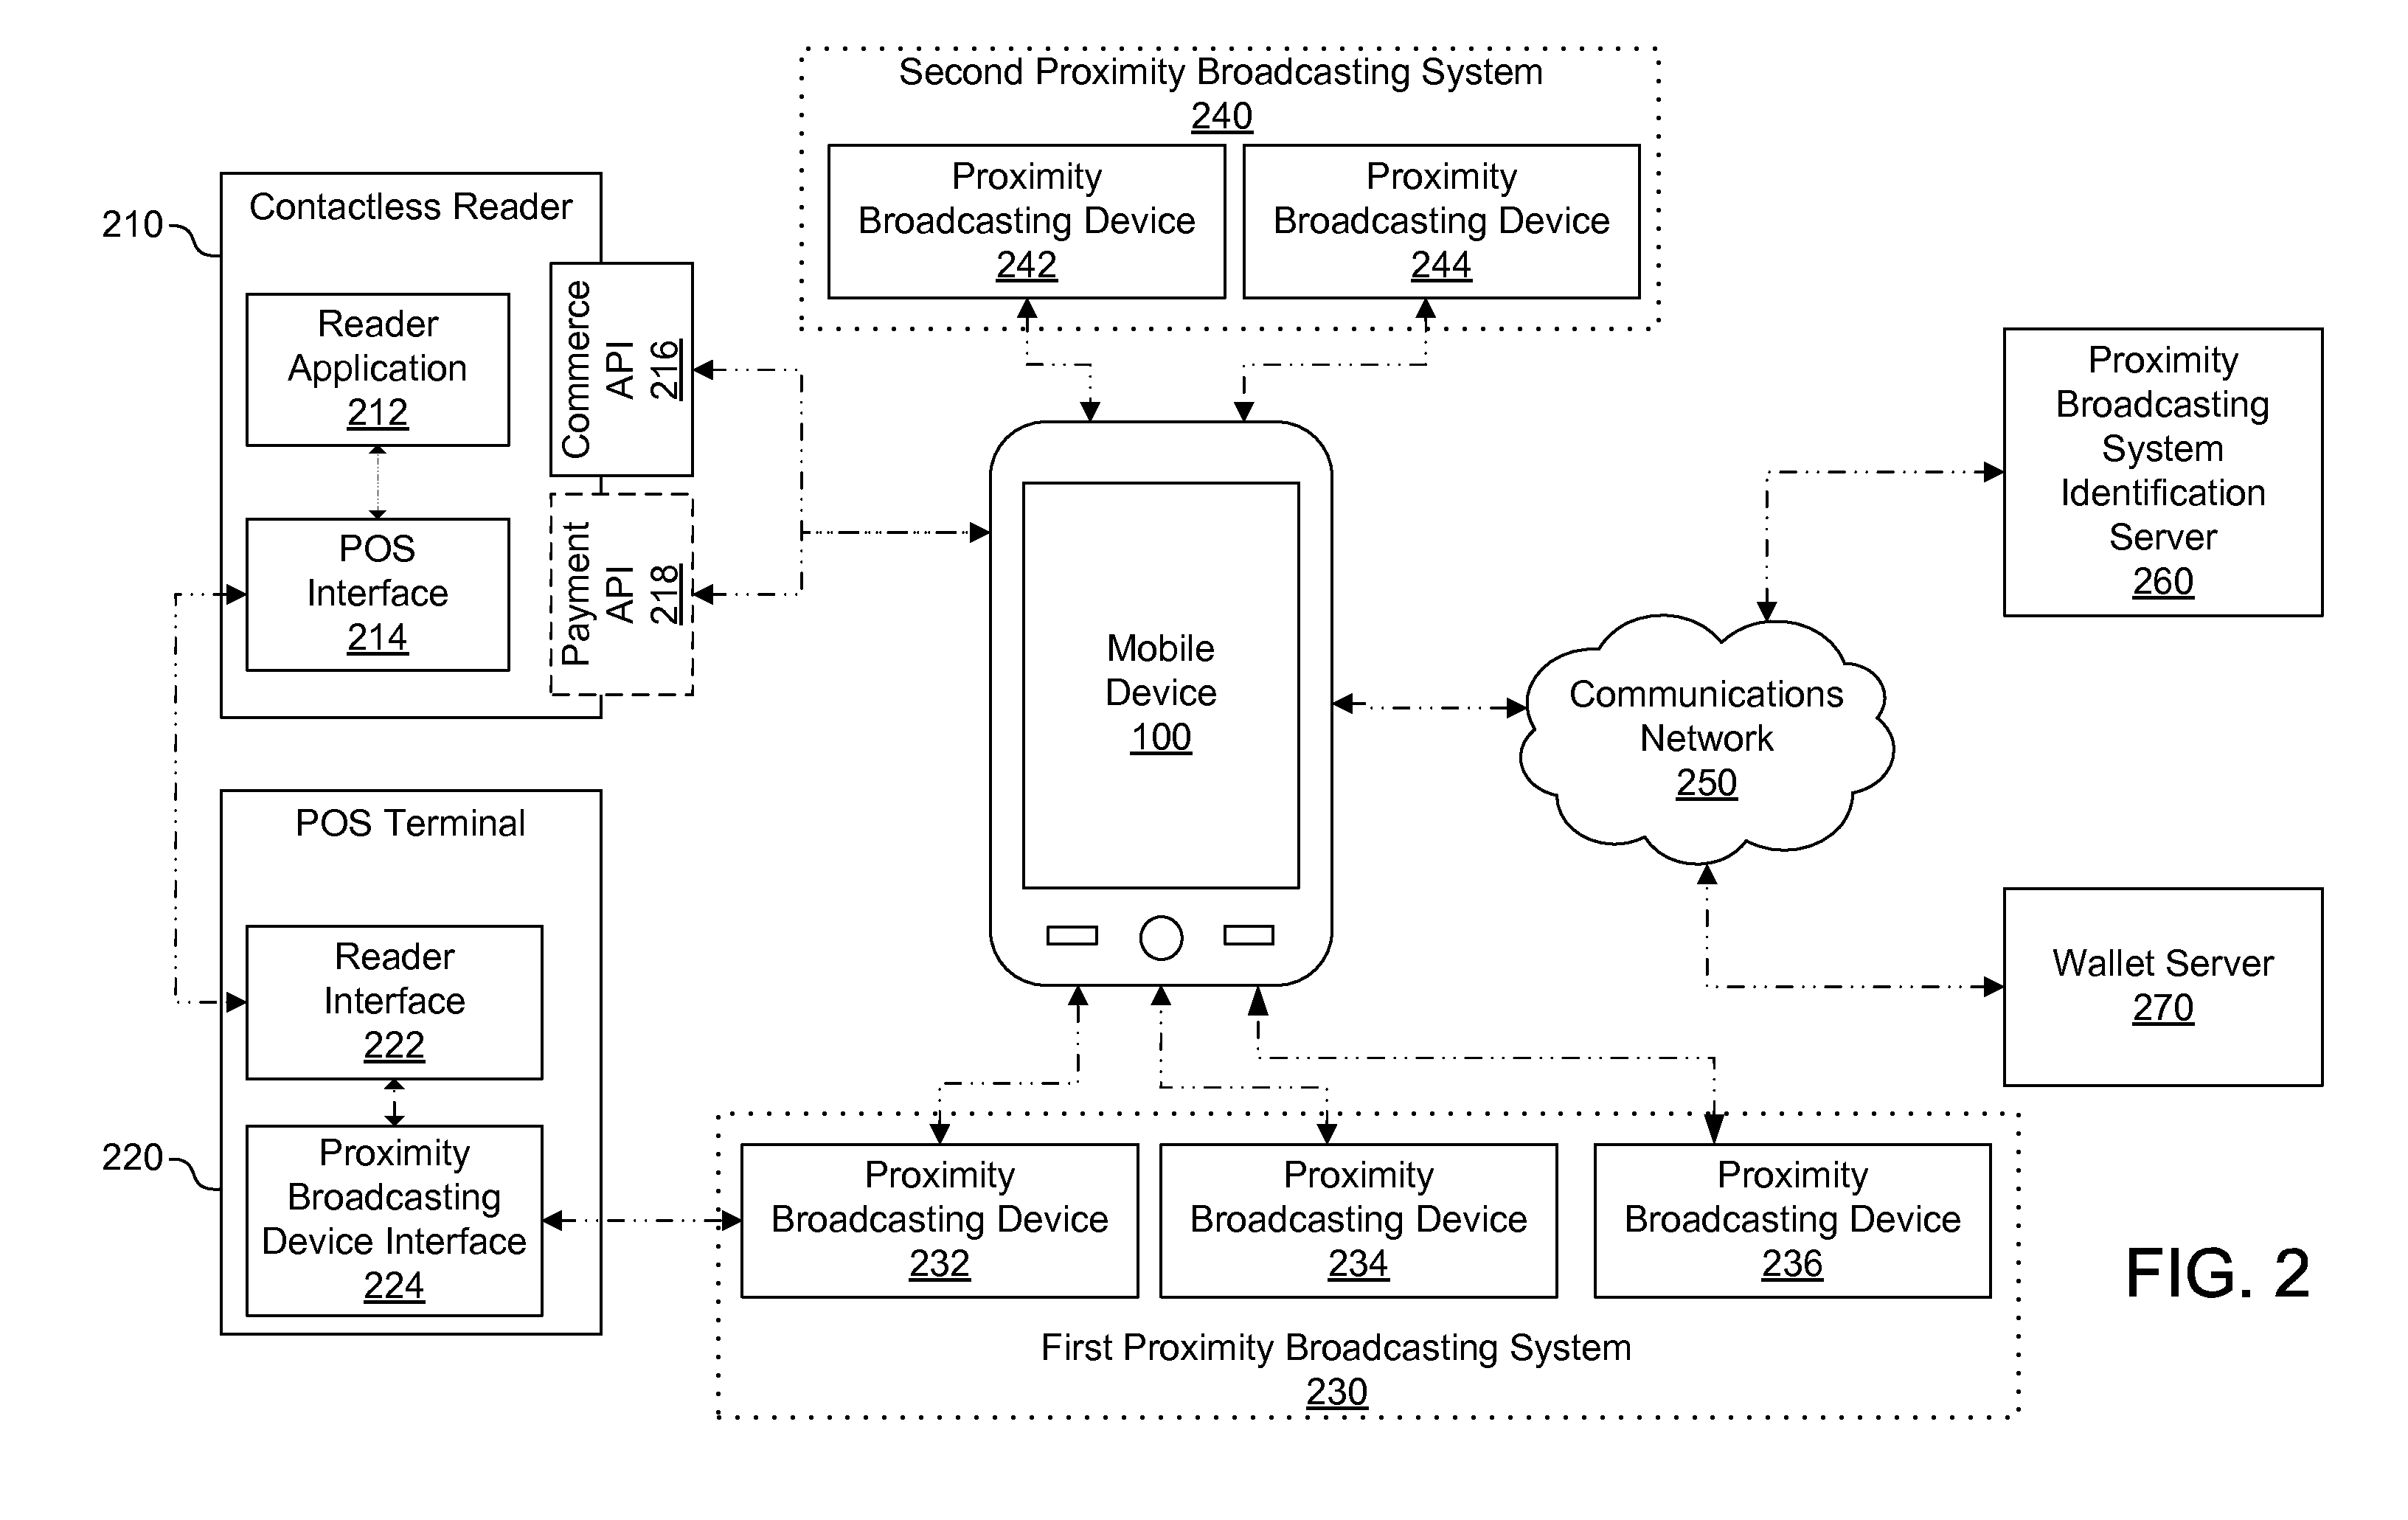 Second Proximity Broadcasting System
240
Proximity
Broadcasting Device
242
Proximity
Broadcasting Device
244
210
Contactless Reader
Reader
Application
212
POS
Interface
214
Commerce
API
216
Payment
API
218
Mobile
Device
100
Proximity
Broadcasting
System
Identification
Server
260
Communications
Network
250
Wallet Server
270
POS Terminal
Reader
Interface
222
220
Proximity
Broadcasting
Device Interface
224
Proximity
Broadcasting Device
232
Proximity
Broadcasting Device
234
Proximity
Broadcasting Device
236
First Proximity Broadcasting System
230
FIG. 2